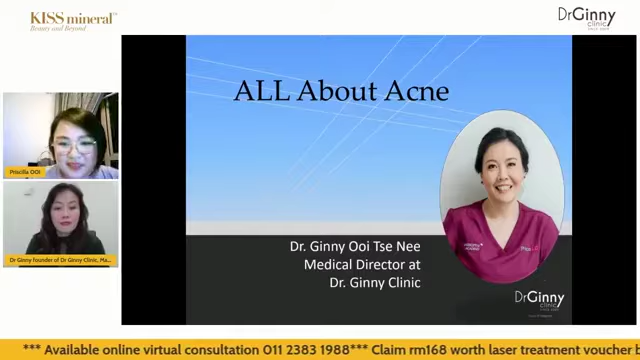 KISS mineral™
Beauty and Beyond
DrGinny
clinic
ALL About Acne
Priscilla OOI
Dr Ginny founder of Dr Ginny Clinic, Ma...
Dr. Ginny Ooi Tse Nee
Medical Director at
Dr. Ginny Clinic
DrGinny
clinic
*** Available online virtual consultation 011 2383 1988*** Claim rm168 worth laser treatment voucher b